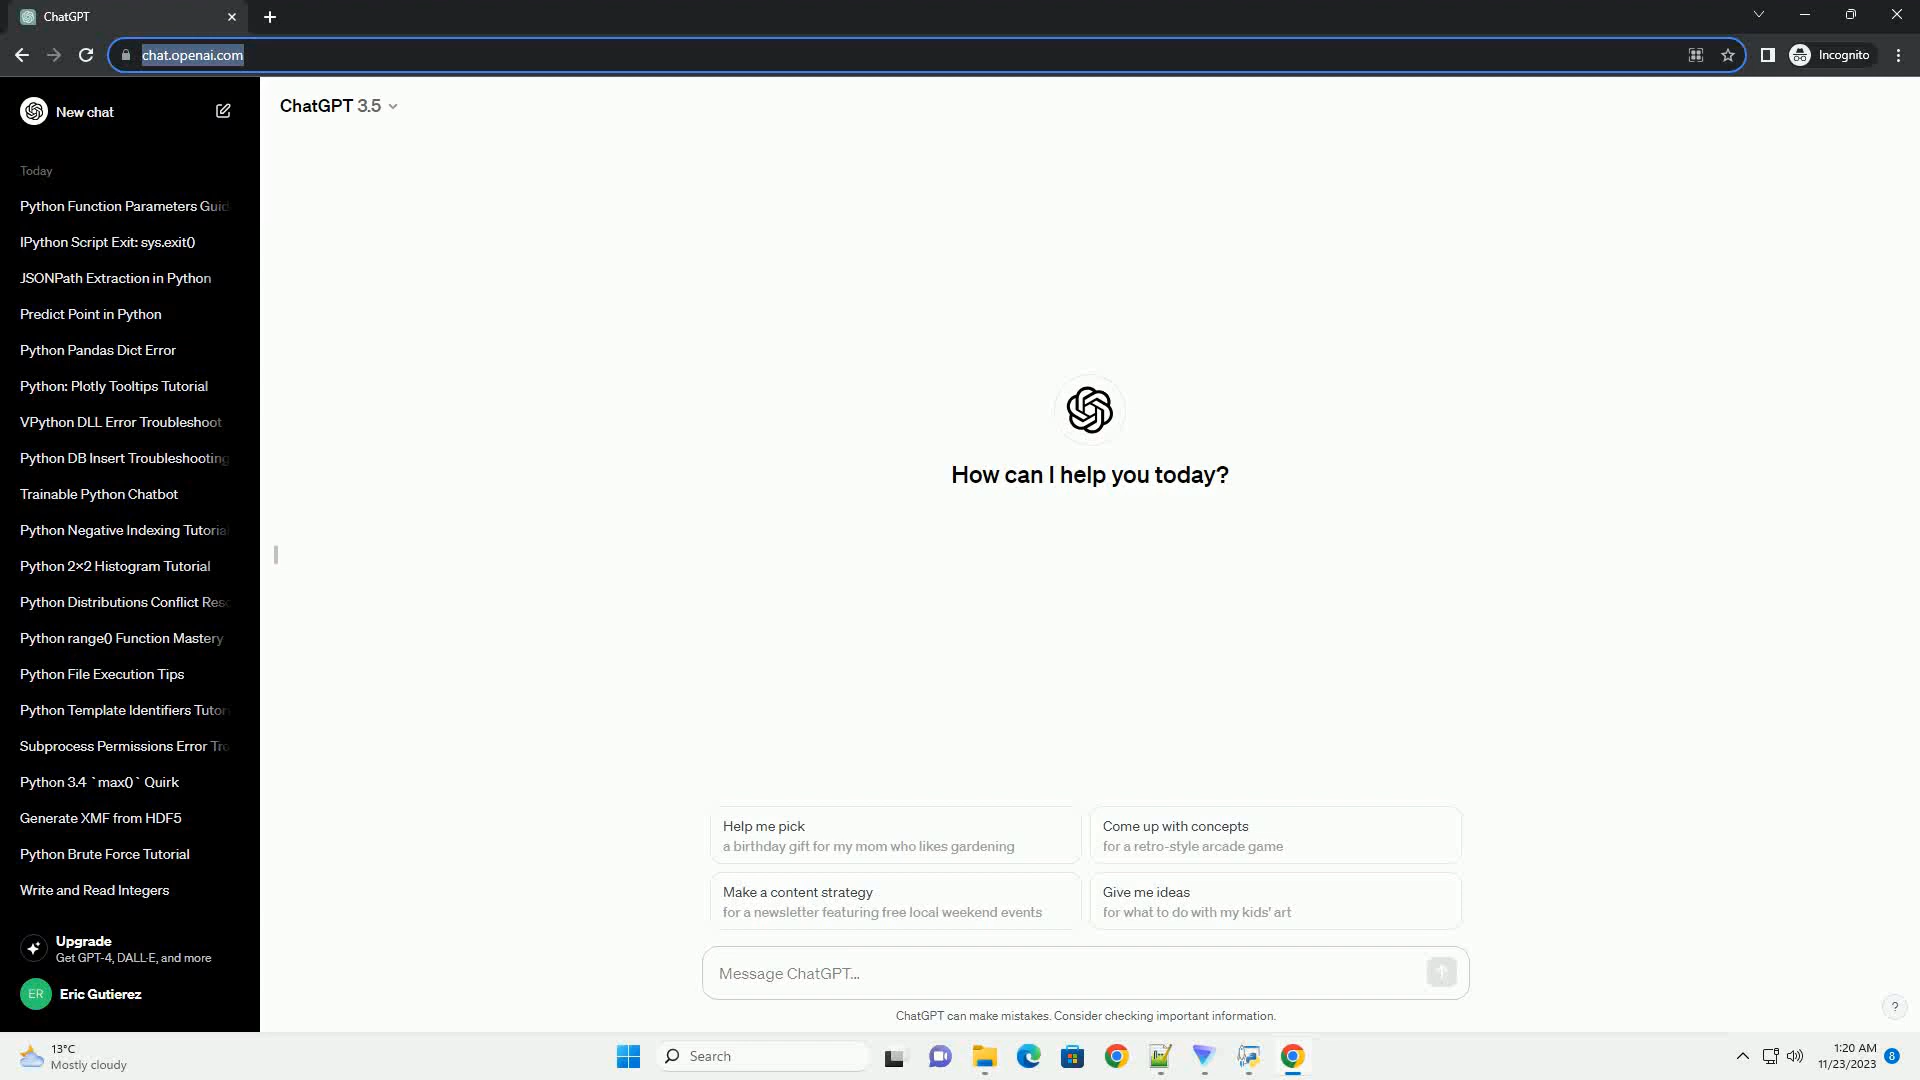 ChatGPT
chat.openai.com
Incognito
New chat
ChatGPT 3.5
Today
Python Function Parameters Guid
IPython Script Exit: sys.exit()
JSONPath Extraction in Python
Predict Point in Python
Python Pandas Dict Error
Python: Plotly Tooltips Tutorial
VPython DLL Error Troubleshoot
Python DB Insert Troubleshooting
Trainable Python Chatbot
Python Negative Indexing Tutorial
Python 2×2 Histogram Tutorial
Python Distributions Conflict Reso
Python range() Function Mastery
Python File Execution Tips
Python Template Identifiers Tutori
Subprocess Permissions Error Tro
Python 3.4 `max()` Quirk
Generate XMF from HDF5
Python Brute Force Tutorial
Write and Read Integers
Upgrade
Get GPT-4, DALL·E, and more
ER
Eric Gutierez
How can I help you today?
Help me pick
a birthday gift for my mom who likes gardening
Come up with concepts
for a retro-style arcade game
Make a content strategy
for a newsletter featuring free local weekend events
Give me ideas
for what to do with my kids' art
Message ChatGPT...
ChatGPT can make mistakes. Consider checking important information.
?
13°C
Mostly cloudy
Search
1:20 AM
11/23/2023
8